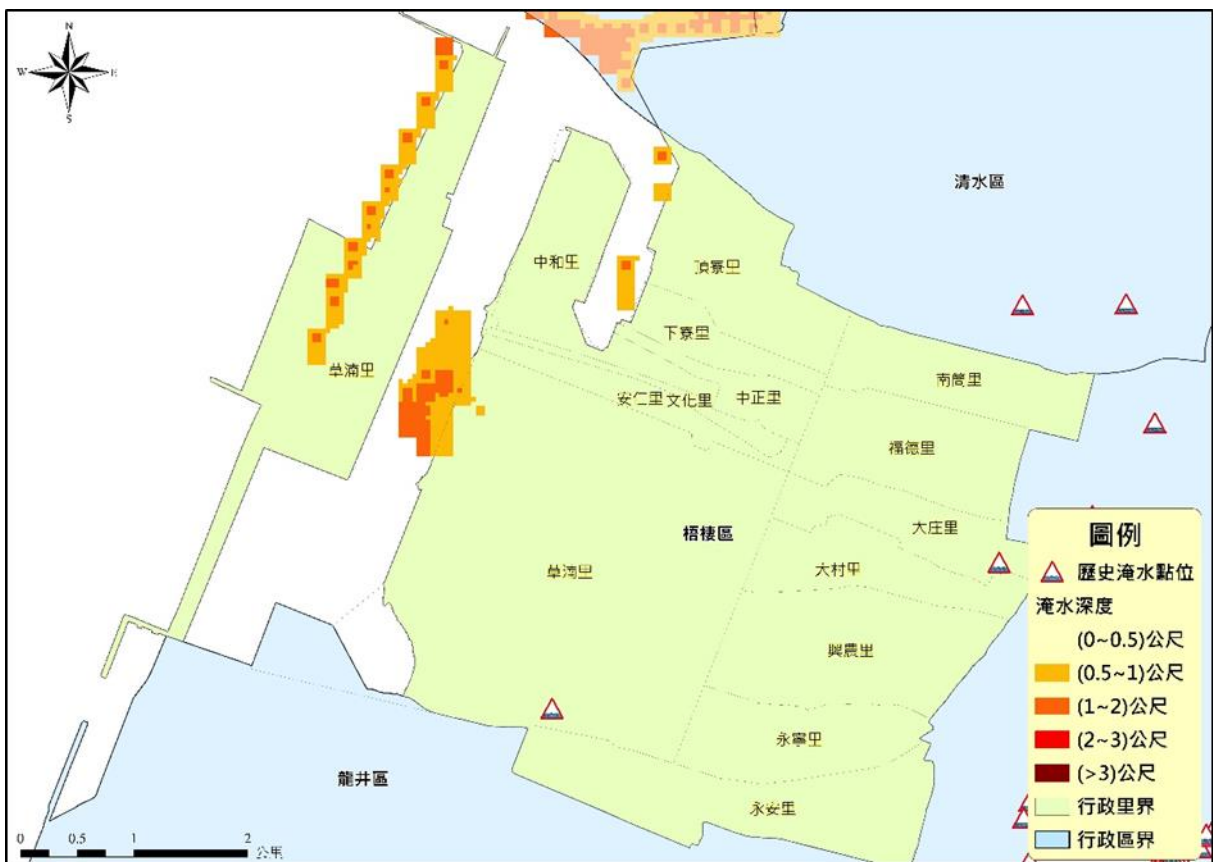 N
W
E
S
清水區
中和里
頂寮里
下寮里
草湳里
南簡里
安仁里
文化里
中正里
福德里
大庄里
梧棲區
草湳里
大村里
興農里
永寧里
龍井區
永安里
圖例
歷史淹水點位
淹水深度
(0~0.5)公尺
(0.5~1)公尺
(1~2)公尺
(2~3)公尺
(>3)公尺
行政里界
行政區界
0 0.5 1 2
公里